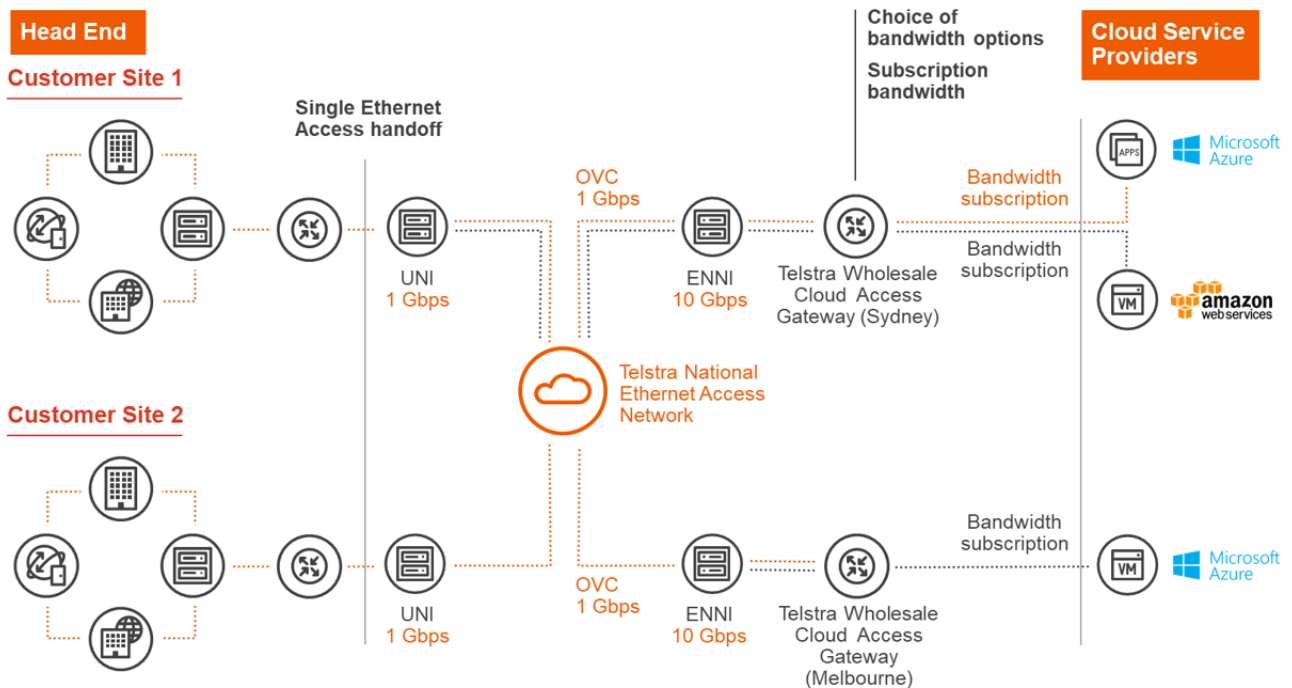 Head End
Customer Site 1
Single Ethernet
Access handoff
Choice of
bandwidth options
Subscription
bandwidth
Cloud Service
Providers
OVC
1 Gbps
Bandwidth
subscription
APPS
Microsoft
Azure
UNI
1 Gbps
ENNI
10 Gbps
Telstra Wholesale
Cloud Access
Gateway (Sydney)
Bandwidth
subscription
VM
amazon
web services
Telstra National
Ethernet Access
Network
Customer Site 2
UNI
1 Gbps
OVC
1 Gbps
ENNI
10 Gbps
Telstra Wholesale
Cloud Access
Gateway
(Melbourne)
Bandwidth
subscription
VM
Microsoft
Azure